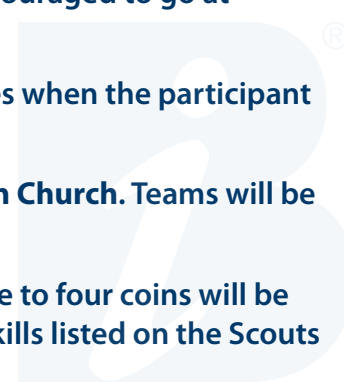 ouraged to go at
es when the participant
n Church. Teams will be
e to four coins will be
kills listed on the Scouts